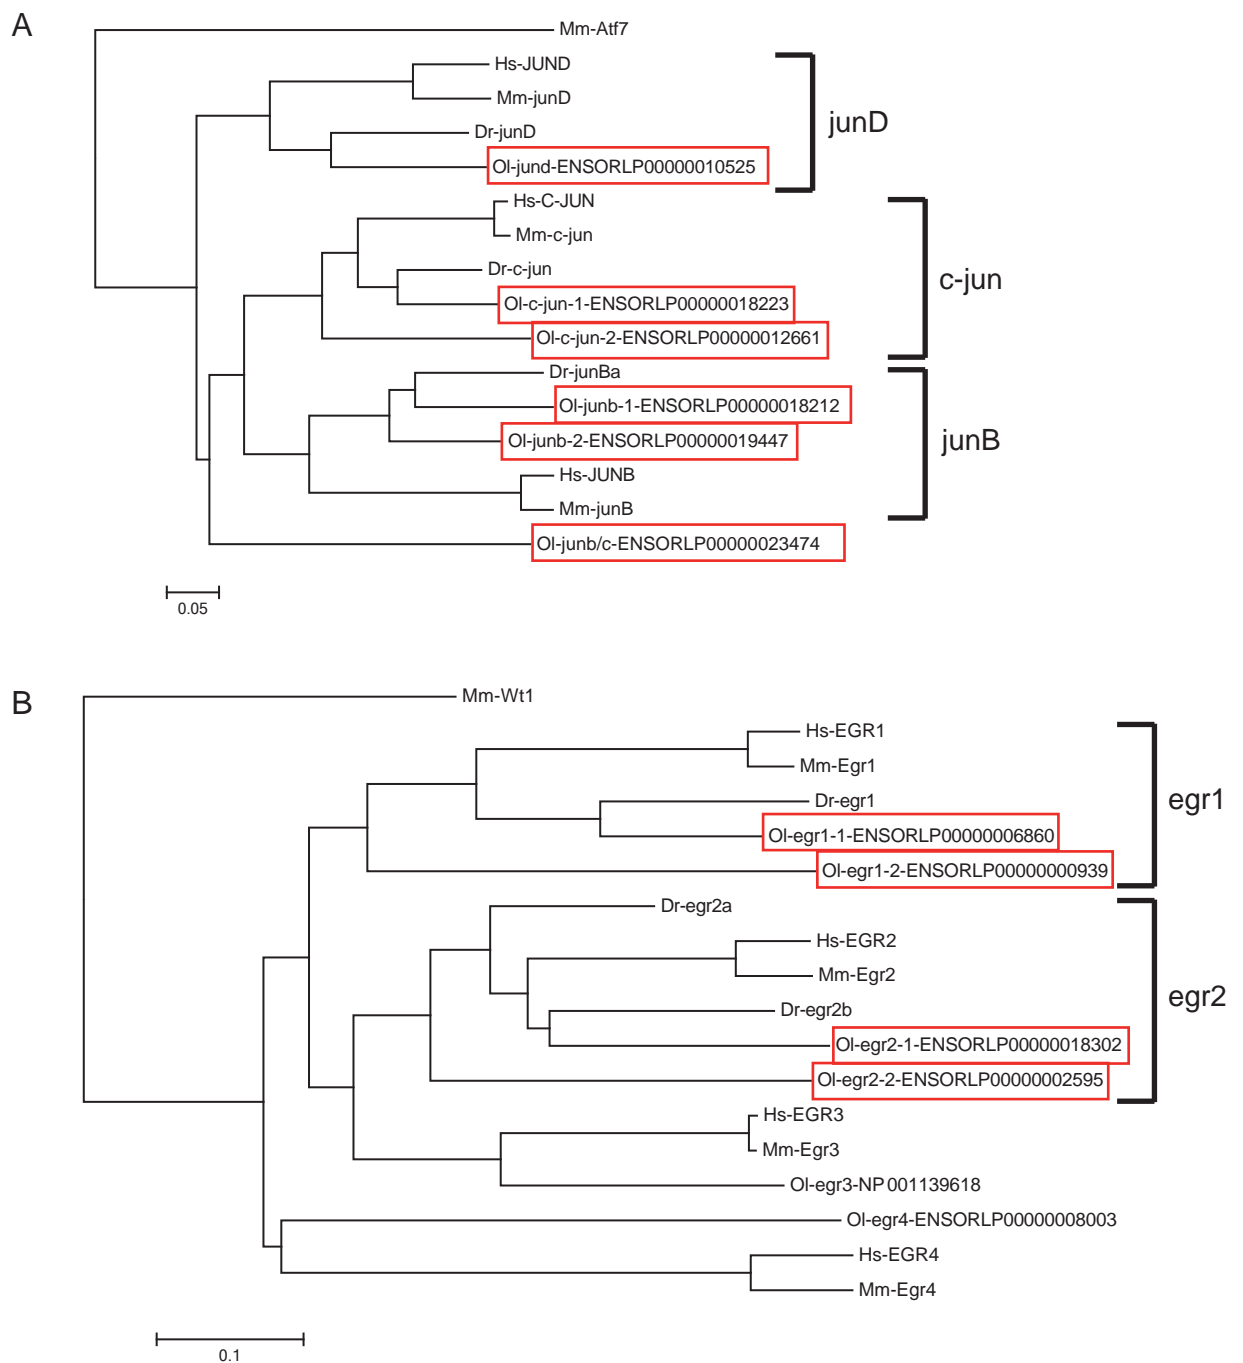 A
Mm-Atf7
Hs-JUND
Mm-junD
junD
Dr-junD
Ol-jund-ENSORLP00000010525
Hs-C-JUN
Mm-c-jun
Dr-c-jun
c-jun
Ol-c-jun-1-ENSORLP00000018223
Ol-c-jun-2-ENSORLP00000012661
Dr-junBa
Ol-junb-1-ENSORLP00000018212
Ol-junb-2-ENSORLP00000019447
junB
Hs-JUNB
Mm-junB
Ol-junb/c-ENSORLP00000023474
0.05
B
Mm-Wt1
Hs-EGR1
Mm-Egr1
Dr-egr1
egr1
Ol-egr1-1-ENSORLP00000006860
Ol-egr1-2-ENSORLP00000000939
Dr-egr2a
Hs-EGR2
Mm-Egr2
egr2
Dr-egr2b
Ol-egr2-1-ENSORLP00000018302
Ol-egr2-2-ENSORLP00000002595
Hs-EGR3
Mm-Egr3
Ol-egr3-NP 001139618
Ol-egr4-ENSORLP00000008003
Hs-EGR4
Mm-Egr4
0.1